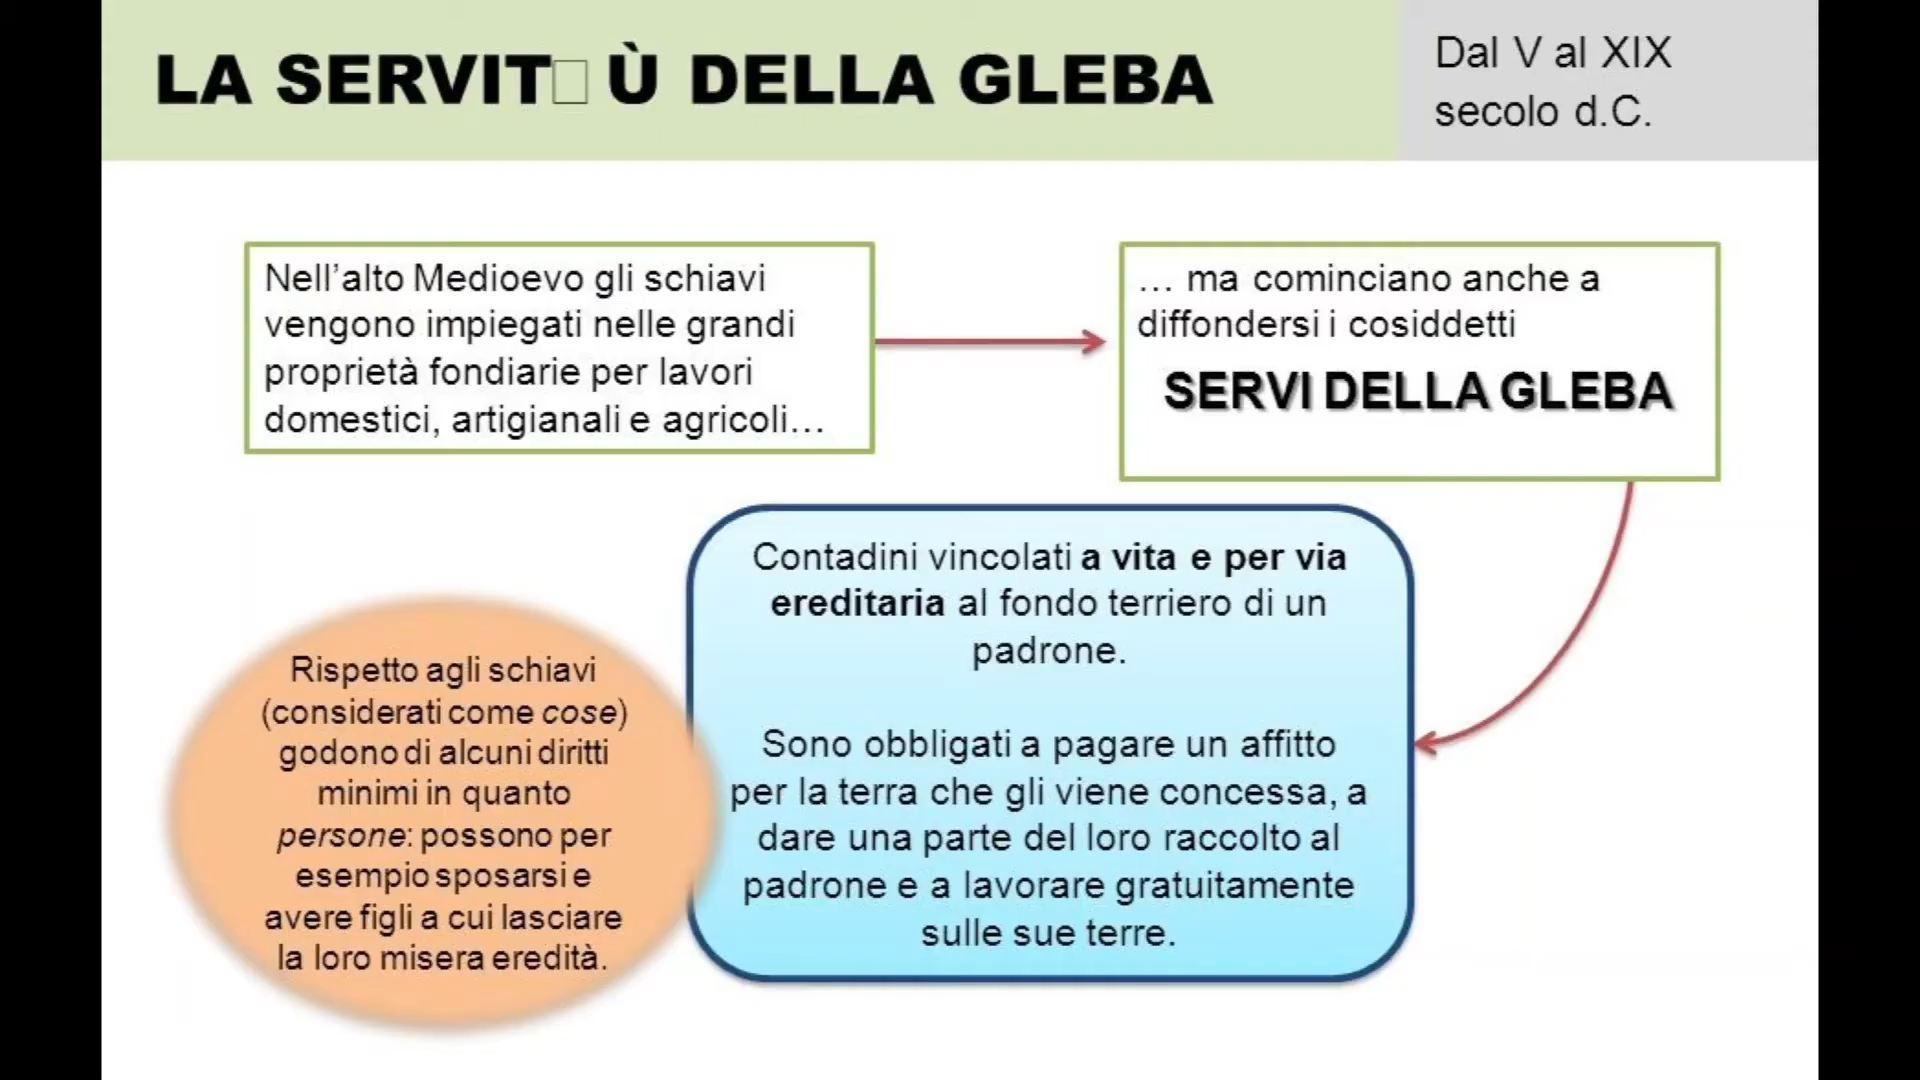 LA SERVIT□ Ù DELLA GLEBA
Dal V al XIX
secolo d.C.
Nell’alto Medioevo gli schiavi
vengono impiegati nelle grandi
proprietà fondiarie per lavori
domestici, artigianali e agricoli…
… ma cominciano anche a
diffondersi i cosiddetti
SERVI DELLA GLEBA
Contadini vincolati a vita e per via
ereditaria al fondo terriero di un
padrone.
Sono obbligati a pagare un affitto
per la terra che gli viene concessa, a
dare una parte del loro raccolto al
padrone e a lavorare gratuitamente
sulle sue terre.
Rispetto agli schiavi
(considerati come cose)
godono di alcuni diritti
minimi in quanto
persone: possono per
esempio sposarsi e
avere figli a cui lasciare
la loro misera eredità.